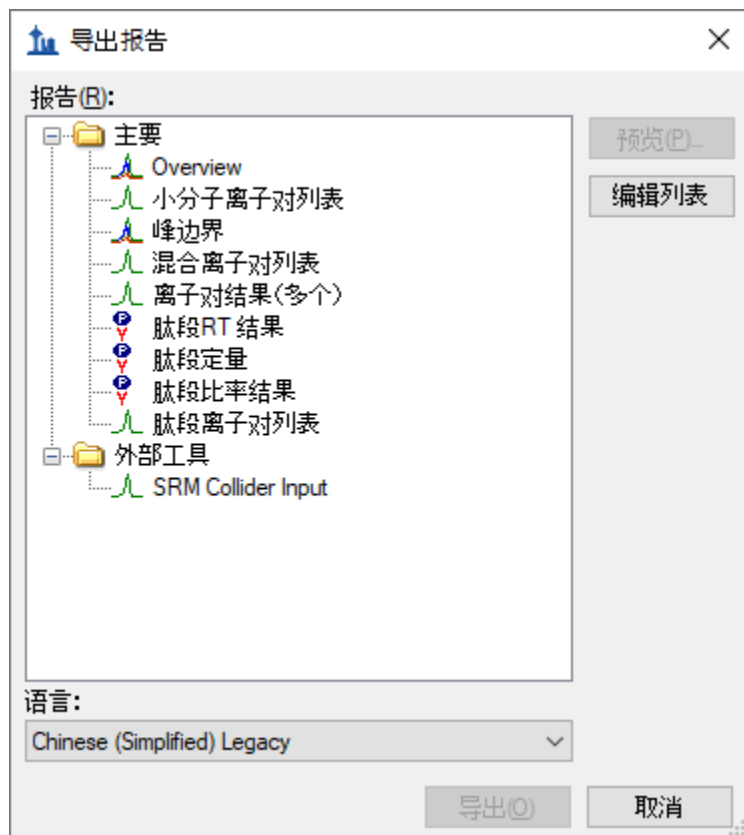 导出报告
报告(R):
主要
Overview
小分子离子对列表
峰边界
混合离子对列表
离子对结果(多个)
肽段RT 结果
肽段定量
肽段比率结果
肽段离子对列表
外部工具
SRM Collider Input
预览(P)...
编辑列表
语言:
Chinese (Simplified) Legacy
导出(O)
取消